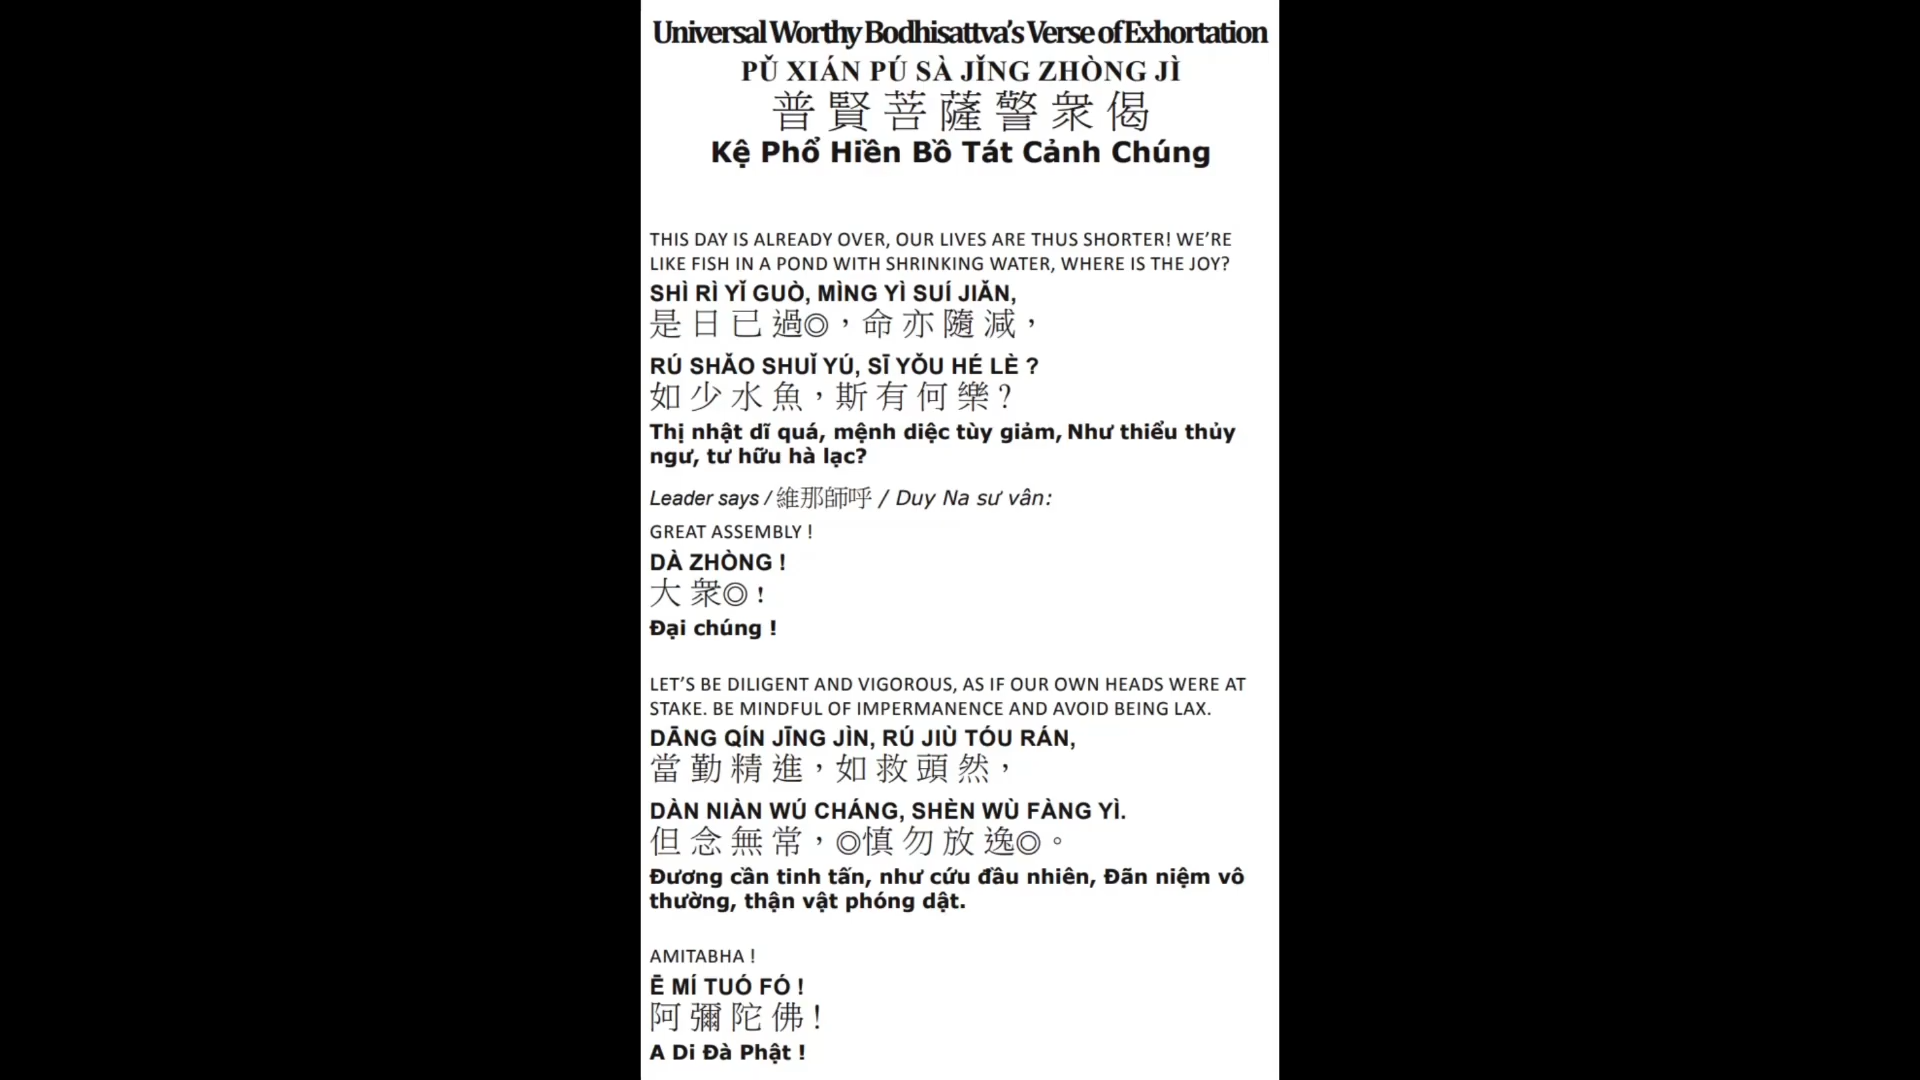 Universal Worthy Bodhisattva's Verse of Exhortation
PǓ XIÁN PÚ SÀ JǏNG ZHÒNG JÌ
普賢菩薩警眾偈
Kệ Phổ Hiền Bồ Tát Cảnh Chúng
THIS DAY IS ALREADY OVER, OUR LIVES ARE THUS SHORTER! WE'RE
LIKE FISH IN A POND WITH SHRINKING WATER, WHERE IS THE JOY?
SHÌ RÌ YǏ GUÒ, MÌNG YÌ SUÍ JIǍN,
是日已過◎，命亦隨減，
RÚ SHǍO SHUǏ YÚ, SĪ YǑU HÉ LÈ ?
如少水魚，斯有何樂?
Thị nhật dĩ quá, mệnh diệc tùy giảm, Như thiểu thủy
ngư, tư hữu hà lạc?
Leader says / 維那師呼 / Duy Na sư vân:
GREAT ASSEMBLY !
DÀ ZHÒNG !
大眾◎ !
Đại chúng !
LET'S BE DILIGENT AND VIGOROUS, AS IF OUR OWN HEADS WERE AT
STAKE. BE MINDFUL OF IMPERMANENCE AND AVOID BEING LAX.
DĀNG QÍN JĪNG JÌN, RÚ JIÙ TÓU RÁN,
當勤精進，如救頭然，
DÀN NIÀN WÚ CHÁNG, SHÈN WÙ FÀNG YÌ.
但念無常，◎慎勿放逸◎。
Đương cần tinh tấn, như cứu đầu nhiên, Đãn niệm vô
thường, thận vật phóng dật.
AMITABHA !
Ē MÍ TUÓ FÓ !
阿彌陀佛!
A Di Đà Phật !